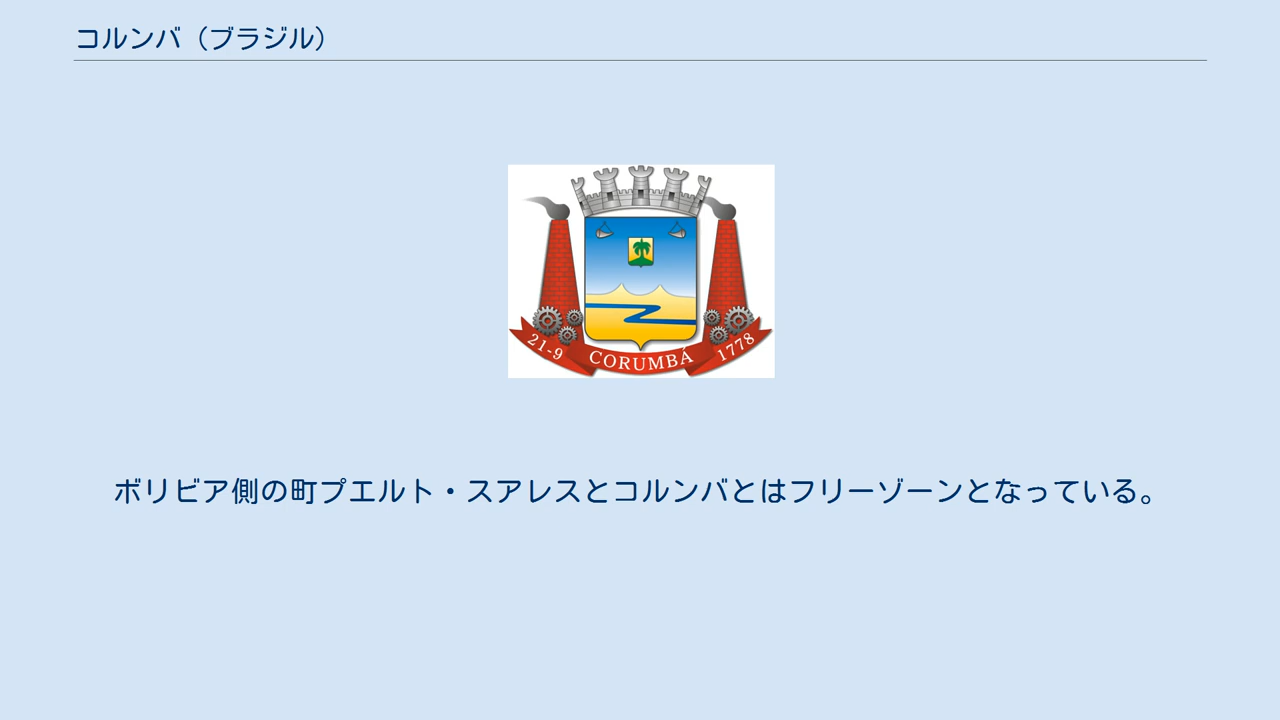 コルンバ（ブラジル）
21-9 CORUMBÁ 1778
ボリビア側の町プエルト・スアレスとコルンバとはフリーゾーンとなっている。